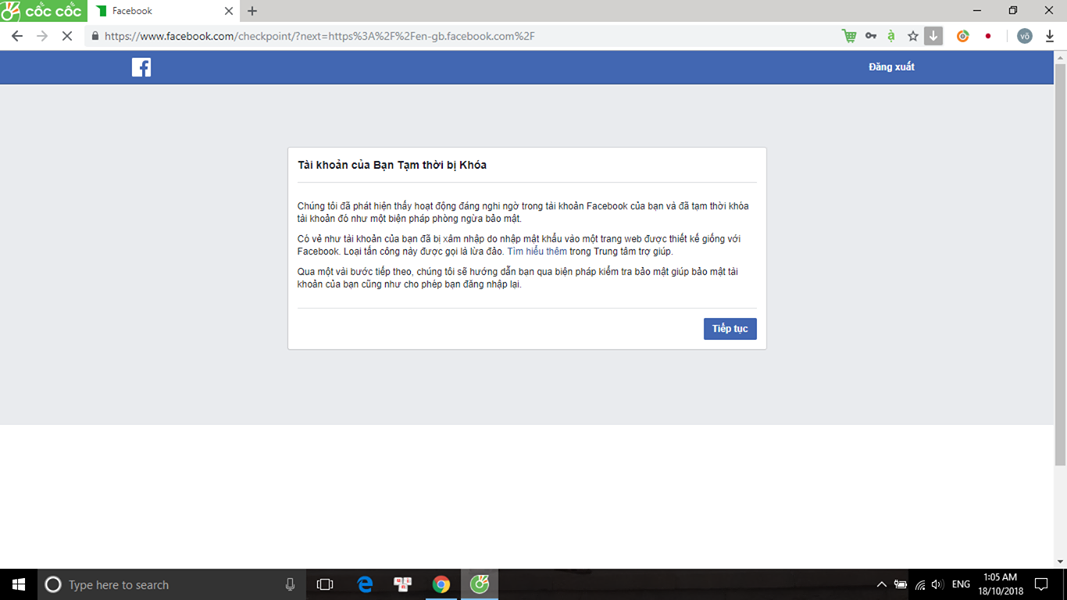 cốc cốc
Facebook
https://www.facebook.com/checkpoint/?next=https%3A%2F%2Fen-gb.facebook.com%2F
võ
Đăng xuất
Tài khoản của Bạn Tạm thời bị Khóa
Chúng tôi đã phát hiện thấy hoạt động đáng nghi ngờ trong tài khoản Facebook của bạn và đã tạm thời khóa
tài khoản đó như một biện pháp phòng ngừa bảo mật.
Có vẻ như tài khoản của bạn đã bị xâm nhập do nhập mật khẩu vào một trang web được thiết kế giống với
Facebook. Loại tấn công này được gọi là lừa đảo. Tìm hiểu thêm trong Trung tâm trợ giúp.
Qua một vài bước tiếp theo, chúng tôi sẽ hướng dẫn bạn qua biện pháp kiểm tra bảo mật giúp bảo mật tài
khoản của bạn cũng như cho phép bạn đăng nhập lại.
Tiếp tục
Type here to search
ENG
1:05 AM
18/10/2018